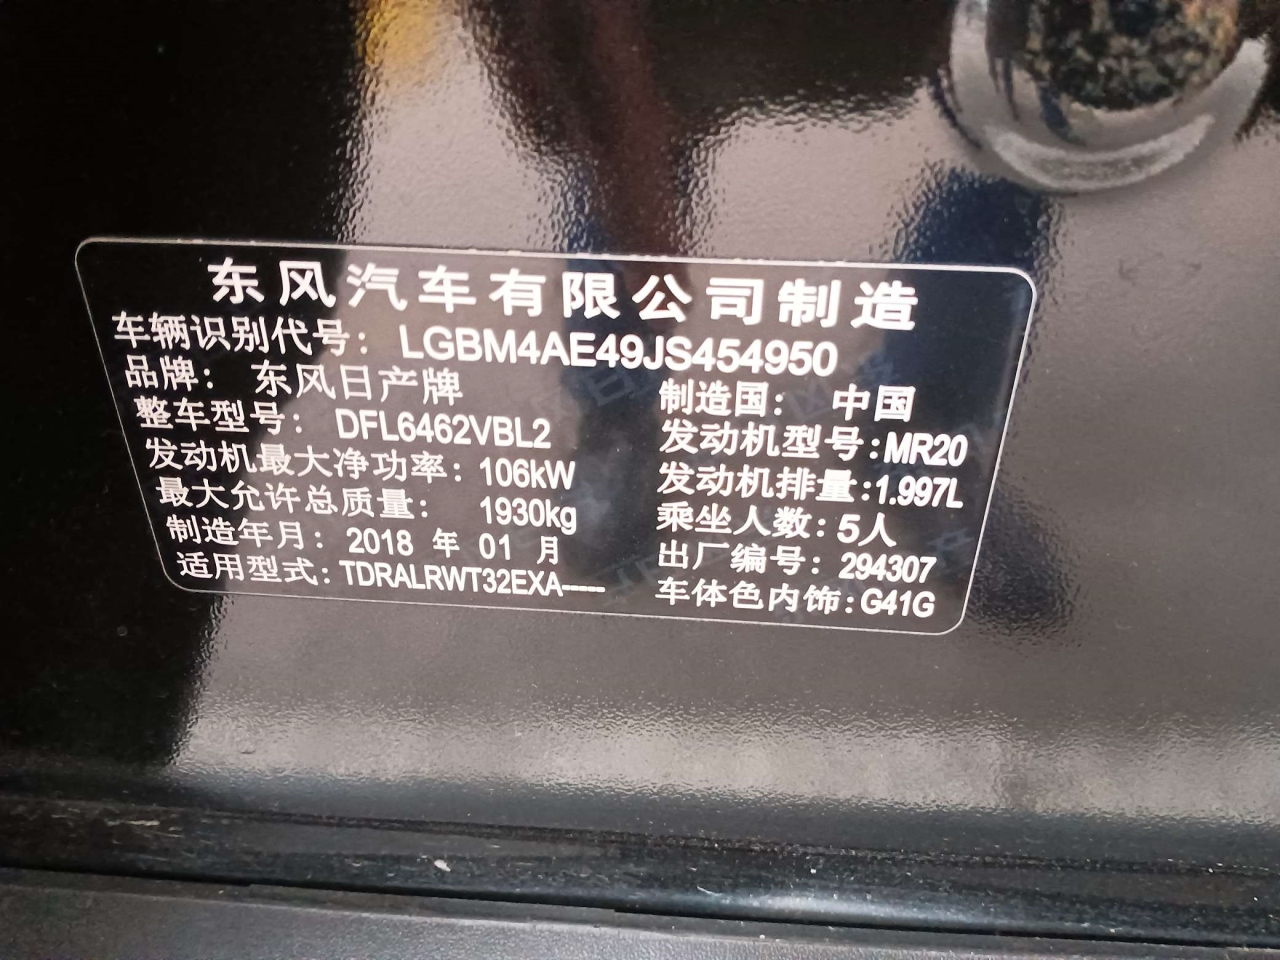 东风汽车有限公司制造
车辆识别代号：LGBM4AE49JS454950
品牌：东风日产牌 制造国：中国
整车型号：DFL6462VBL2 发动机型号:MR20
发动机最大净功率：106kW 发动机排量:1.997L
最大允许总质量：1930kg 乘坐人数：5人
制造年月：2018 年 01 月 出厂编号：294307
适用型式:TDRALRWT32EXA----- 车体色内饰:G41G